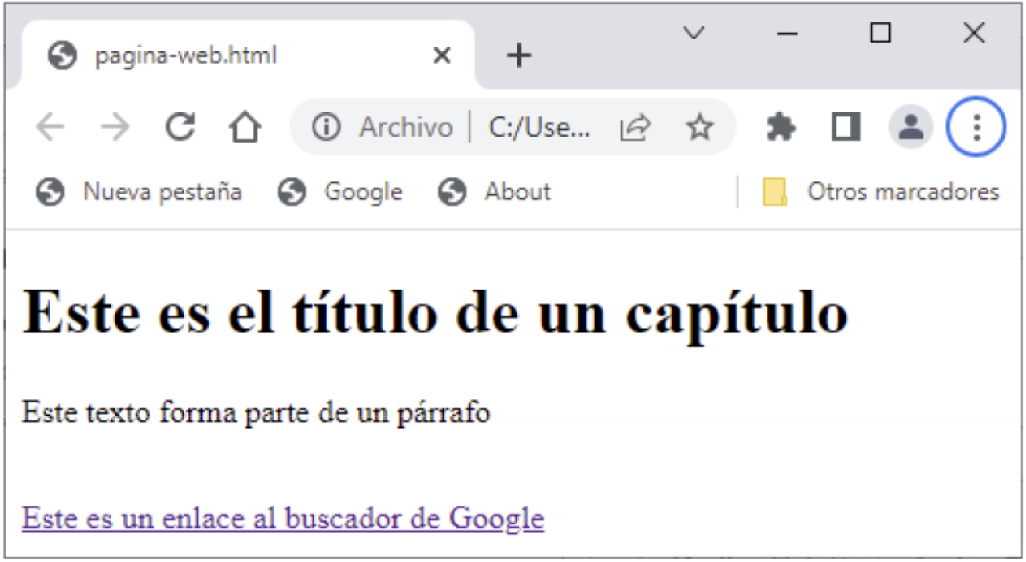 pagina-web.html
Archivo | C:/Use...
Nueva pestaña Google About Otros marcadores
Este es el título de un capítulo
Este texto forma parte de un párrafo
Este es un enlace al buscador de Google